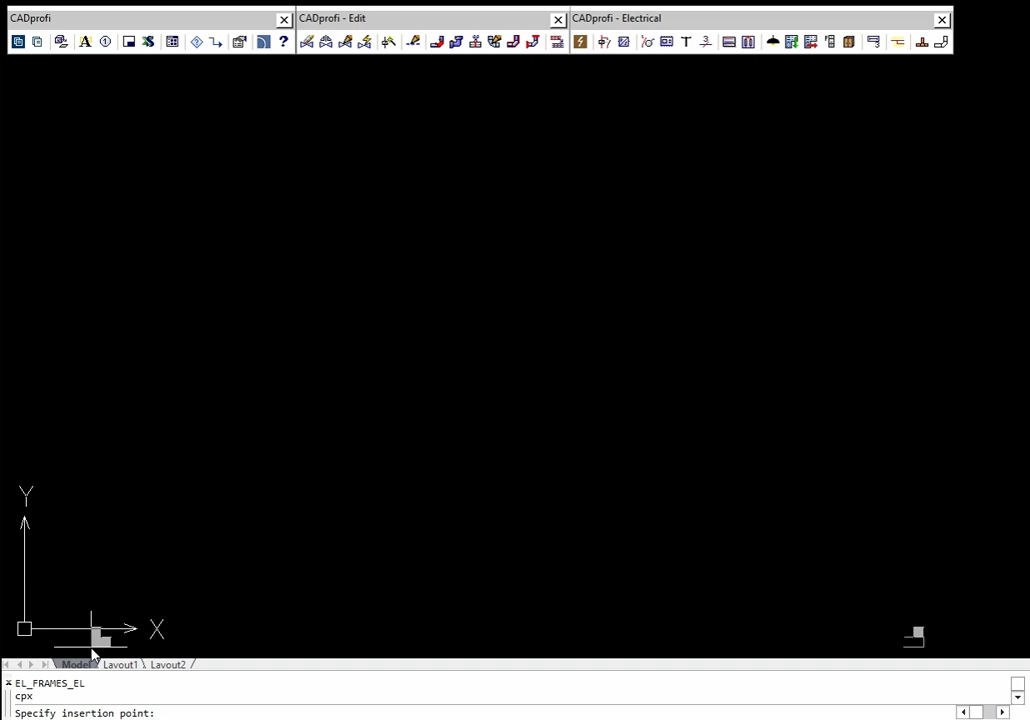 CADprofi
CADprofi - Edit
CADprofi - Electrical
Y
X
Model
Layout1
Layout2
EL_FRAMES_EL
cpx
Specify insertion point: